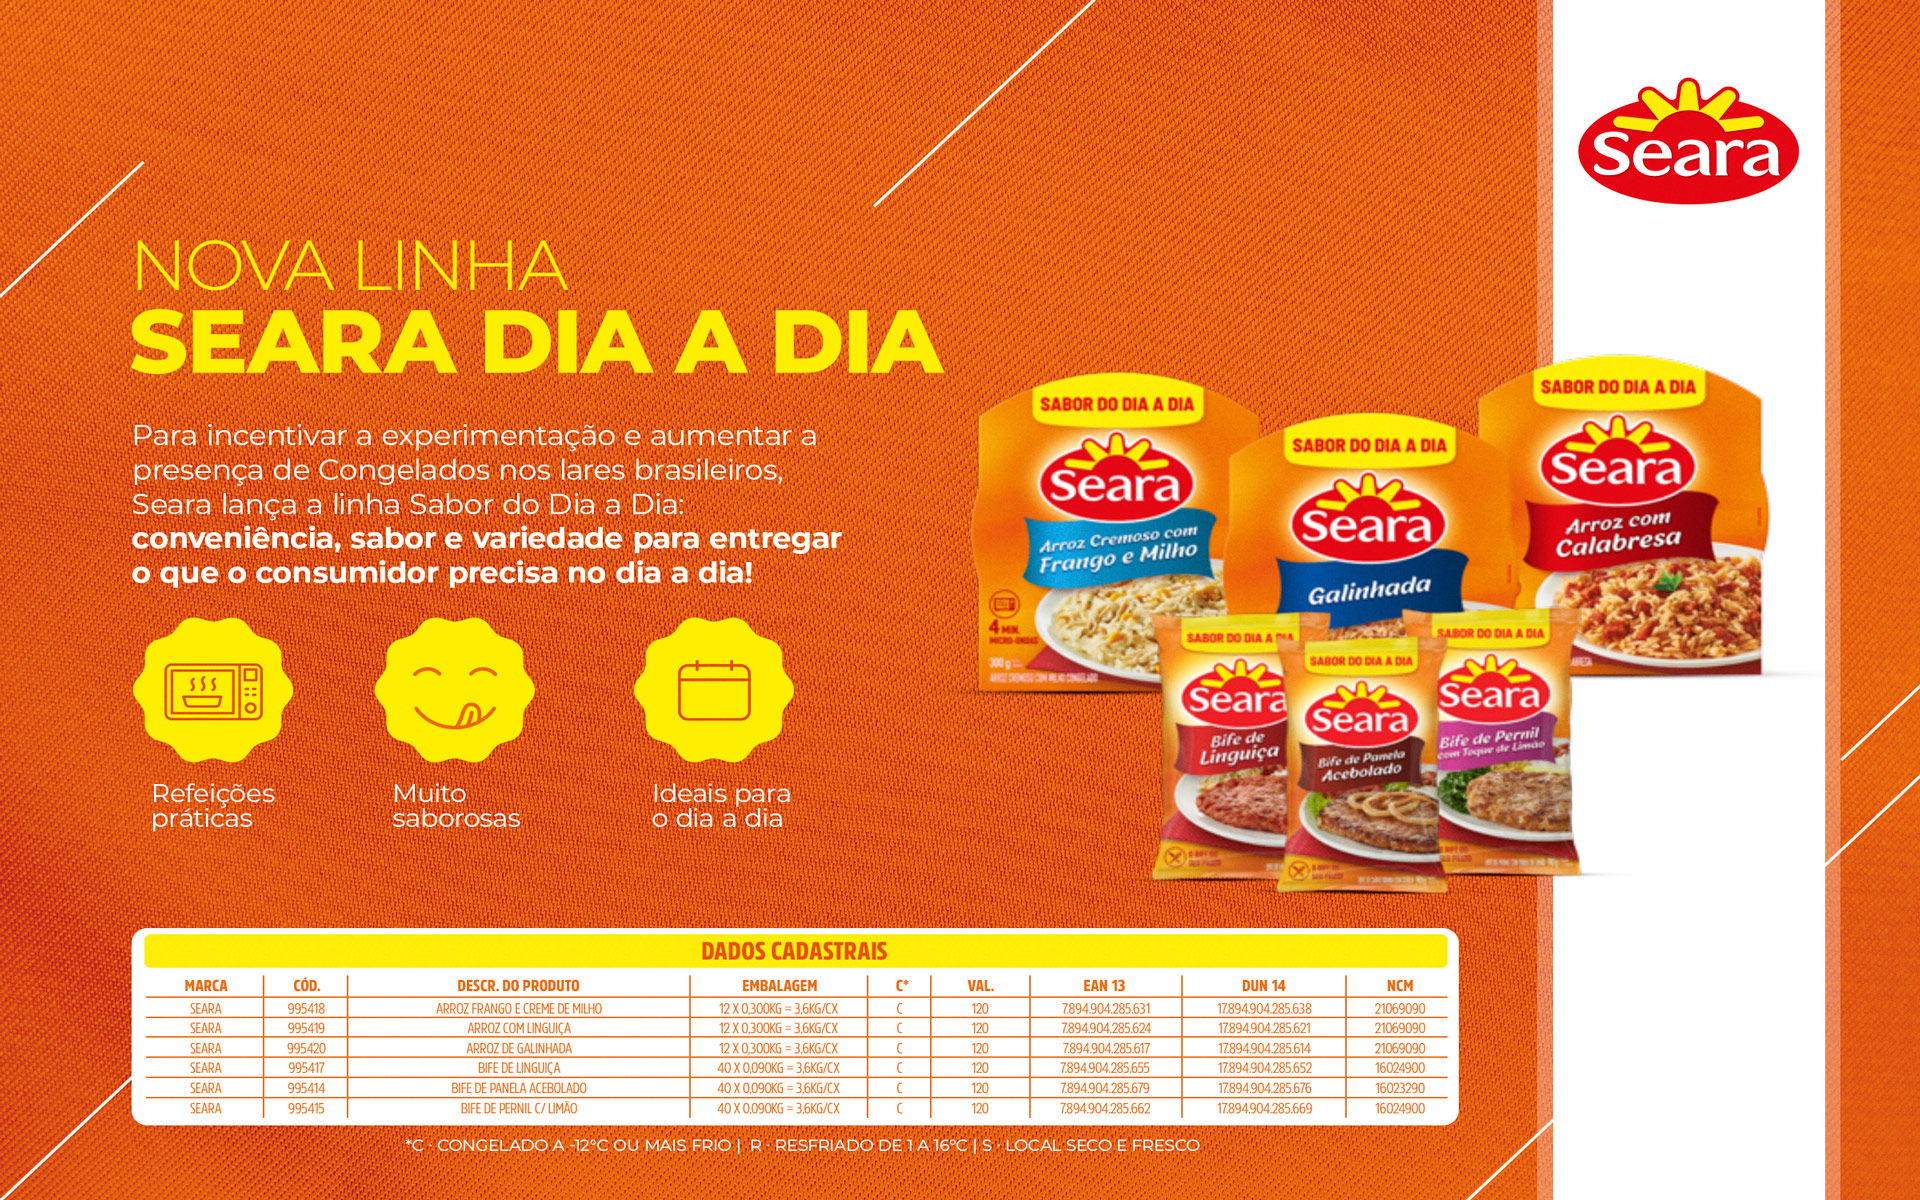 Seara
NOVA LINHA
SEARA DIA A DIA
Para incentivar a experimentação e aumentar a
presença de Congelados nos lares brasileiros,
Seara lança a linha Sabor do Dia a Dia:
conveniência, sabor e variedade para entregar
o que o consumidor precisa no dia a dia!
Refeições
práticas
Muito
saborosas
Ideais para
o dia a dia
SABOR DO DIA A DIA
Seara
Arroz Cremoso com
Frango e Milho
4 MIN.
MICRO-ONDAS
300 g
SABOR DO DIA A DIA
Seara
Galinhada
SABOR DO DIA A DIA
Seara
Arroz com
Calabresa
SABOR DO DIA A DIA
Seara
Bife de
Linguiça
SABOR DO DIA A DIA
Seara
Bife de Panela
Acebolado
SABOR DO DIA A DIA
Seara
Bife de Pernil
com Toque de Limão
DADOS CADASTRAIS
MARCA CÓD. DESCR. DO PRODUTO EMBALAGEM C* VAL. EAN 13 DUN 14 NCM
SEARA 995418 ARROZ FRANGO E CREME DE MILHO 12 X 0,300KG = 3,6KG/CX C 120 7.894.904.285.631 17.894.904.285.638 21069090
SEARA 995419 ARROZ COM LINGUIÇA 12 X 0,300KG = 3,6KG/CX C 120 7.894.904.285.624 17.894.904.285.621 21069090
SEARA 995420 ARROZ DE GALINHADA 12 X 0,300KG = 3,6KG/CX C 120 7.894.904.285.617 17.894.904.285.614 21069090
SEARA 995417 BIFE DE LINGUIÇA 40 X 0,090KG = 3,6KG/CX C 120 7.894.904.285.655 17.894.904.285.652 16024900
SEARA 995414 BIFE DE PANELA ACEBOLADO 40 X 0,090KG = 3,6KG/CX C 120 7.894.904.285.679 17.894.904.285.676 16023290
SEARA 995415 BIFE DE PERNIL C/ LIMÃO 40 X 0,090KG = 3,6KG/CX C 120 7.894.904.285.662 17.894.904.285.669 16024900
*C · CONGELADO A -12°C OU MAIS FRIO | R · RESFRIADO DE 1 A 16°C | S · LOCAL SECO E FRESCO